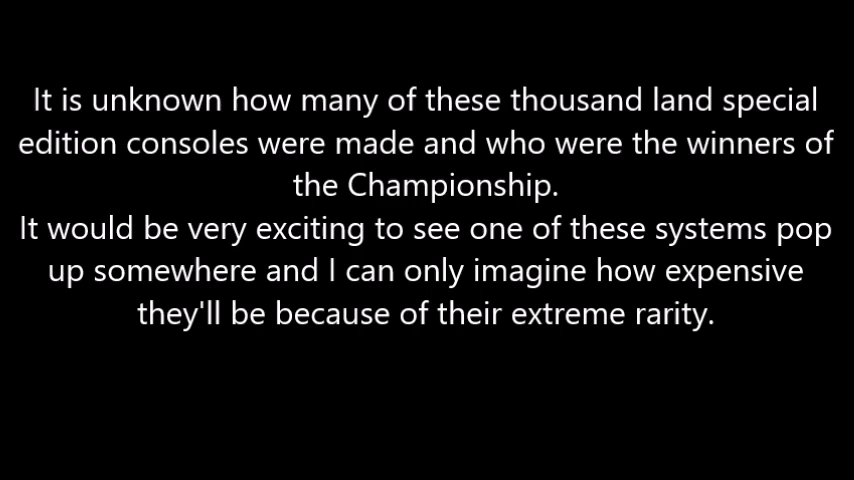 It is unknown how many of these thousand land special
edition consoles were made and who were the winners of
the Championship.
It would be very exciting to see one of these systems pop
up somewhere and I can only imagine how expensive
they'll be because of their extreme rarity.